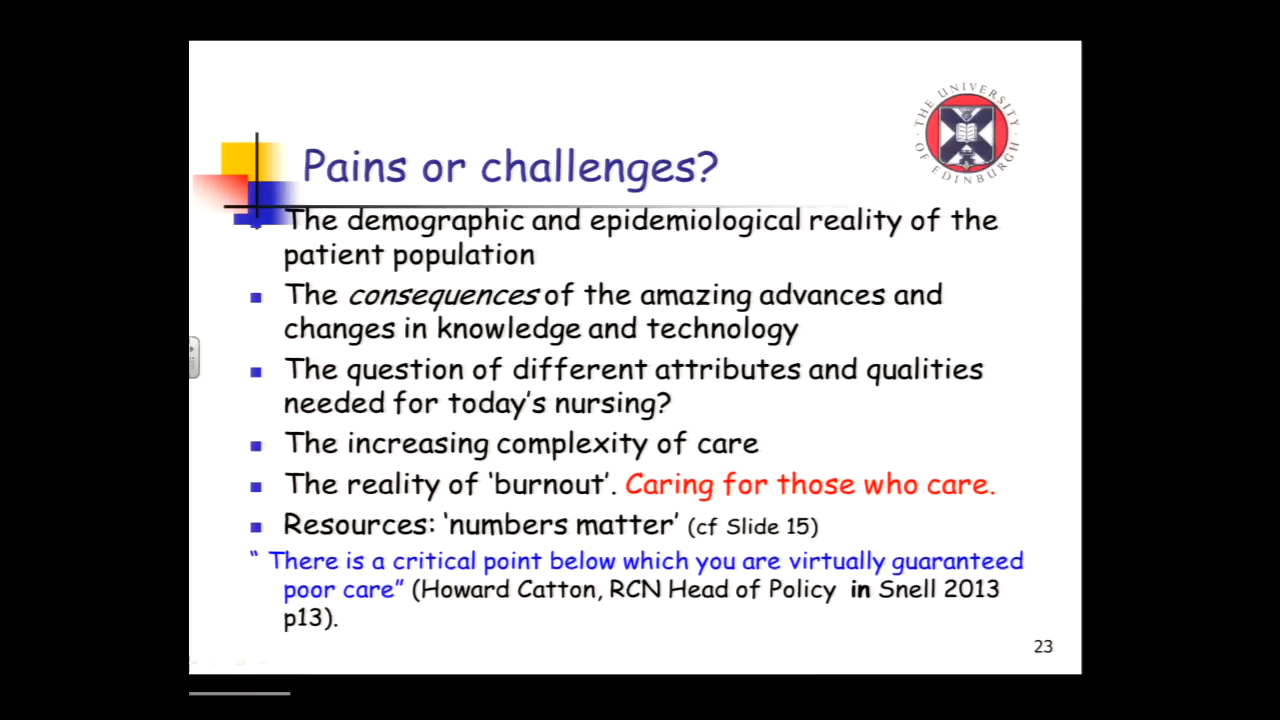 THE UNIVERSITY
OF EDINBURGH
Pains or challenges?
The demographic and epidemiological reality of the
patient population
The consequences of the amazing advances and
changes in knowledge and technology
The question of different attributes and qualities
needed for today's nursing?
The increasing complexity of care
The reality of 'burnout'. Caring for those who care.
Resources: 'numbers matter' (cf Slide 15)
" There is a critical point below which you are virtually guaranteed
poor care" (Howard Catton, RCN Head of Policy in Snell 2013
p13).
23